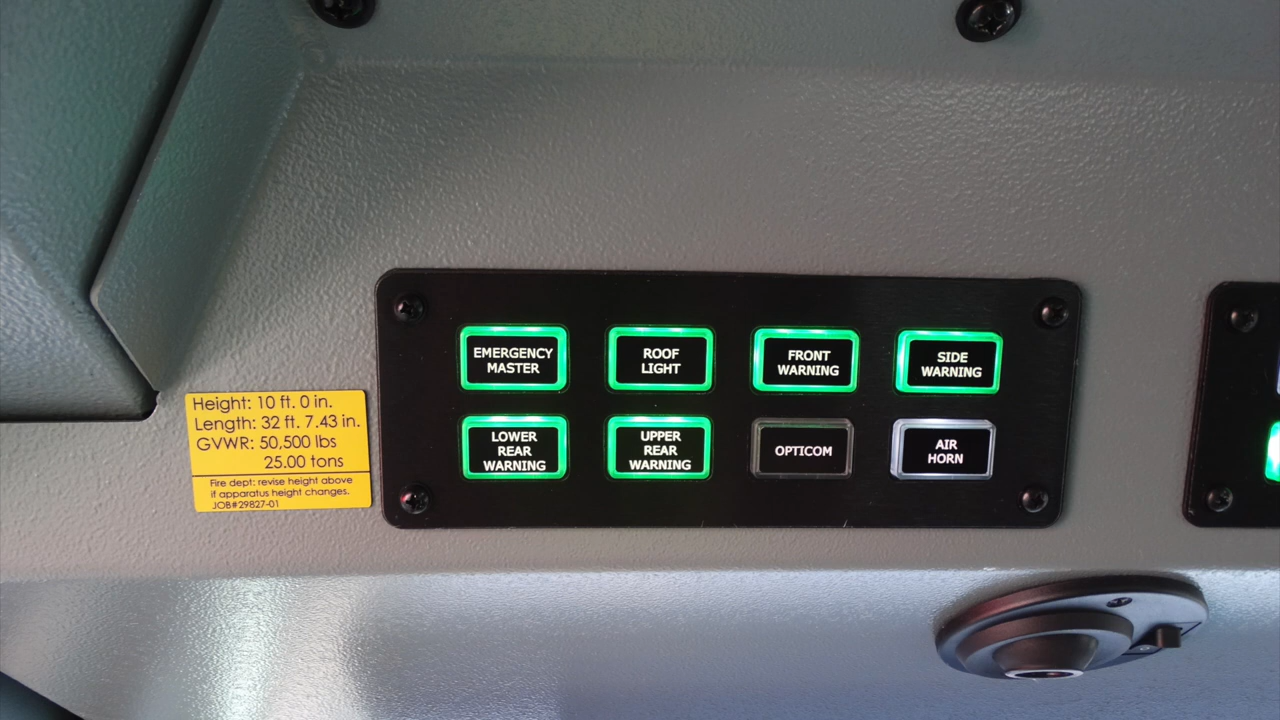 Height: 10 ft. 0 in.
Length: 32 ft. 7.43 in.
GVWR: 50,500 lbs
25.00 tons
Fire dept: revise height above
if apparatus height changes.
JOB#29827-01
EMERGENCY
MASTER
ROOF
LIGHT
FRONT
WARNING
SIDE
WARNING
LOWER
REAR
WARNING
UPPER
REAR
WARNING
OPTICOM
AIR
HORN